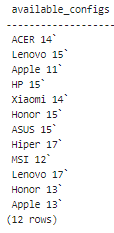 available_configs
--------------------
ACER 14`
Lenovo 15`
Apple 11`
HP 15`
Xiaomi 14`
Honor 15`
ASUS 15`
Hiper 17`
MSI 12`
Lenovo 17`
Honor 13`
Apple 13`
(12 rows)